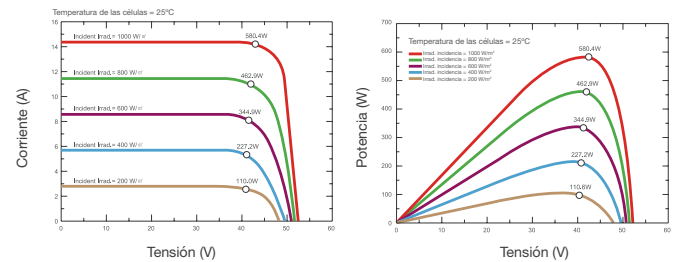 Temperatura de las células = 25ºC
Corriente (A)
16
14
12
10
8
6
4
2
0
Incident Irrad.= 1000 W/㎡
580.4W
Incident Irrad.= 800 W/㎡
462.9W
Incident Irrad.= 600 W/㎡
344.9W
Incident Irrad.= 400 W/㎡
227.2W
Incident Irrad.= 200 W/㎡
110.0W
0
10
20
30
40
50
60
Tensión (V)
Potencia (W)
700
600
500
400
300
200
100
0
Temperatura de las células = 25ºC
Irrad. incidencia = 1000 W/m²
Irrad. incidencia = 800 W/m²
Irrad. incidencia = 600 W/m²
Irrad. incidencia = 400 W/m²
Irrad. incidencia = 200 W/m²
580.4W
462.9W
344.9W
227.2W
110.6W
0
10
20
30
40
50
60
Tensión (V)